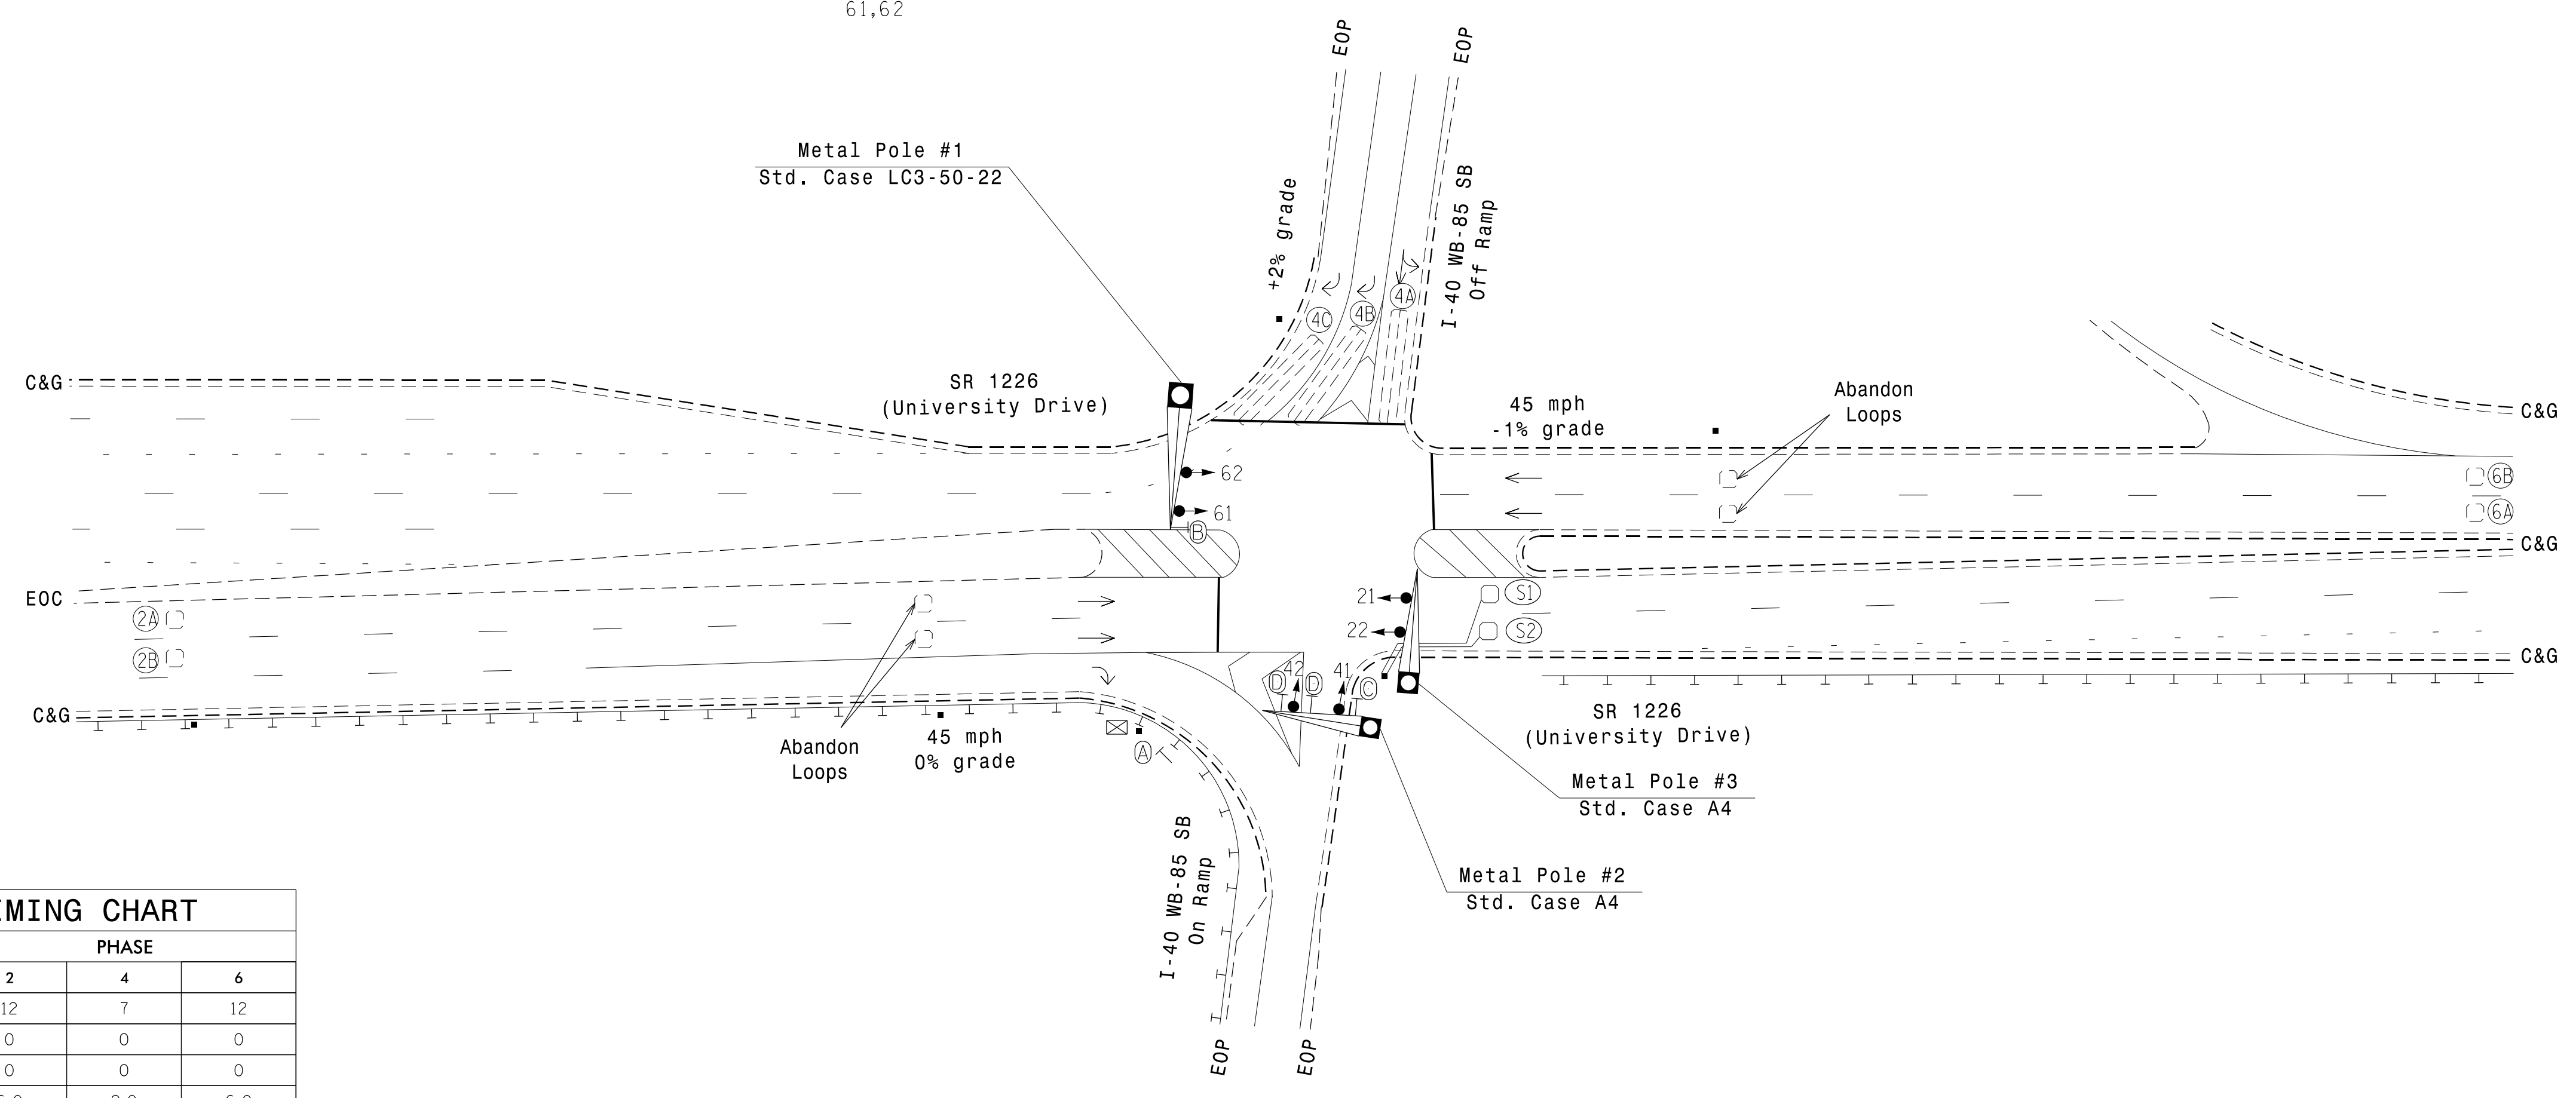 61,62
EOP
EOP
Metal Pole #1
Std. Case LC3-50-22
+2% grade
I-40 WB-85 SB
Off Ramp
4C
4B
4A
C&G
SR 1226
(University Drive)
45 mph
-1% grade
Abandon
Loops
C&G
62
61
B
6B
6A
C&G
EOC
2A
2B
21
22
S1
S2
C&G
42
41
D
D
C
C&G
A
Abandon
Loops
45 mph
0% grade
SR 1226
(University Drive)
Metal Pole #3
Std. Case A4
Metal Pole #2
Std. Case A4
I-40 WB-85 SB
On Ramp
EOP
EOP
IMING CHART
PHASE
2 4 6
12 7 12
0 0 0
0 0 0